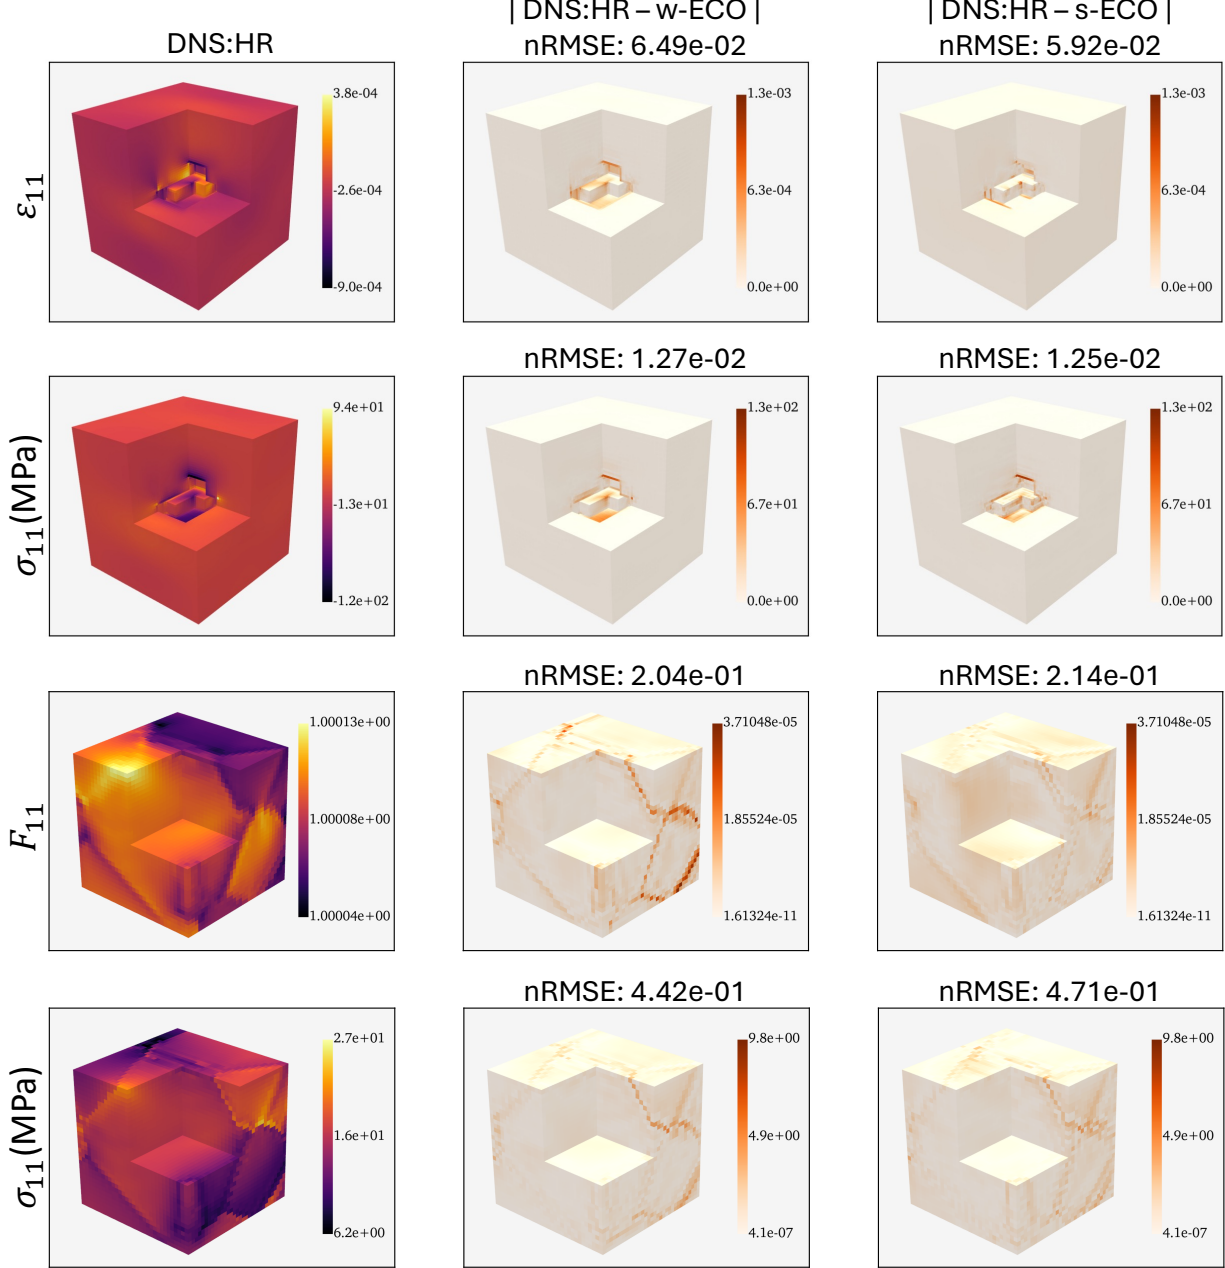 | DNS:HR – w-ECO |
| DNS:HR – s-ECO |
DNS:HR
nRMSE: 6.49e-02
nRMSE: 5.92e-02
ε11
3.8e-04
-2.6e-04
-9.0e-04
1.3e-03
6.3e-04
0.0e+00
1.3e-03
6.3e-04
0.0e+00
nRMSE: 1.27e-02
nRMSE: 1.25e-02
σ11(MPa)
9.4e+01
-1.3e+01
-1.2e+02
1.3e+02
6.7e+01
0.0e+00
1.3e+02
6.7e+01
0.0e+00
nRMSE: 2.04e-01
nRMSE: 2.14e-01
F11
1.00013e+00
1.00008e+00
1.00004e+00
3.71048e-05
1.85524e-05
1.61324e-11
3.71048e-05
1.85524e-05
1.61324e-11
nRMSE: 4.42e-01
nRMSE: 4.71e-01
σ11(MPa)
2.7e+01
1.6e+01
6.2e+00
9.8e+00
4.9e+00
4.1e-07
9.8e+00
4.9e+00
4.1e-07